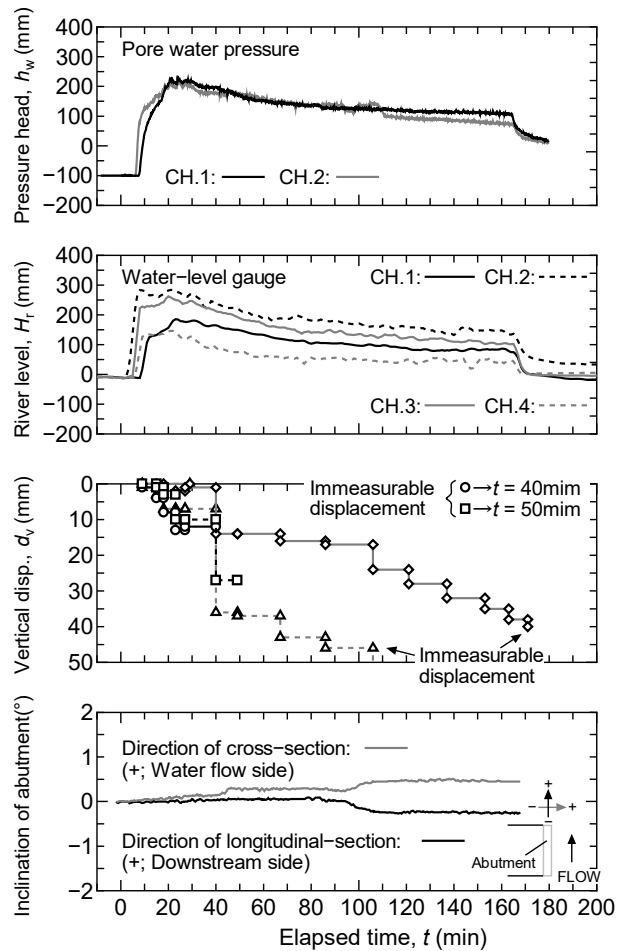 400
300
200
100
0
−100
−200
Pressure head, hw (mm)
Pore water pressure
CH.1: CH.2:
400
300
200
100
0
−100
−200
River level, Hr (mm)
Water-level gauge CH.1: CH.2:
CH.3: CH.4:
0
10
20
30
40
50
Vertical disp., dv (mm)
Immeasurable displacement
→t = 40mim
→t = 50mim
Immeasurable
displacement
2
1
0
−1
−2
Inclination of abutment(°)
Direction of cross-section:
(+; Water flow side)
Direction of longitudinal-section:
(+; Downstream side)
+
− +
−
Abutment
FLOW
0 20 40 60 80 100 120 140 160 180 200
Elapsed time, t (min)